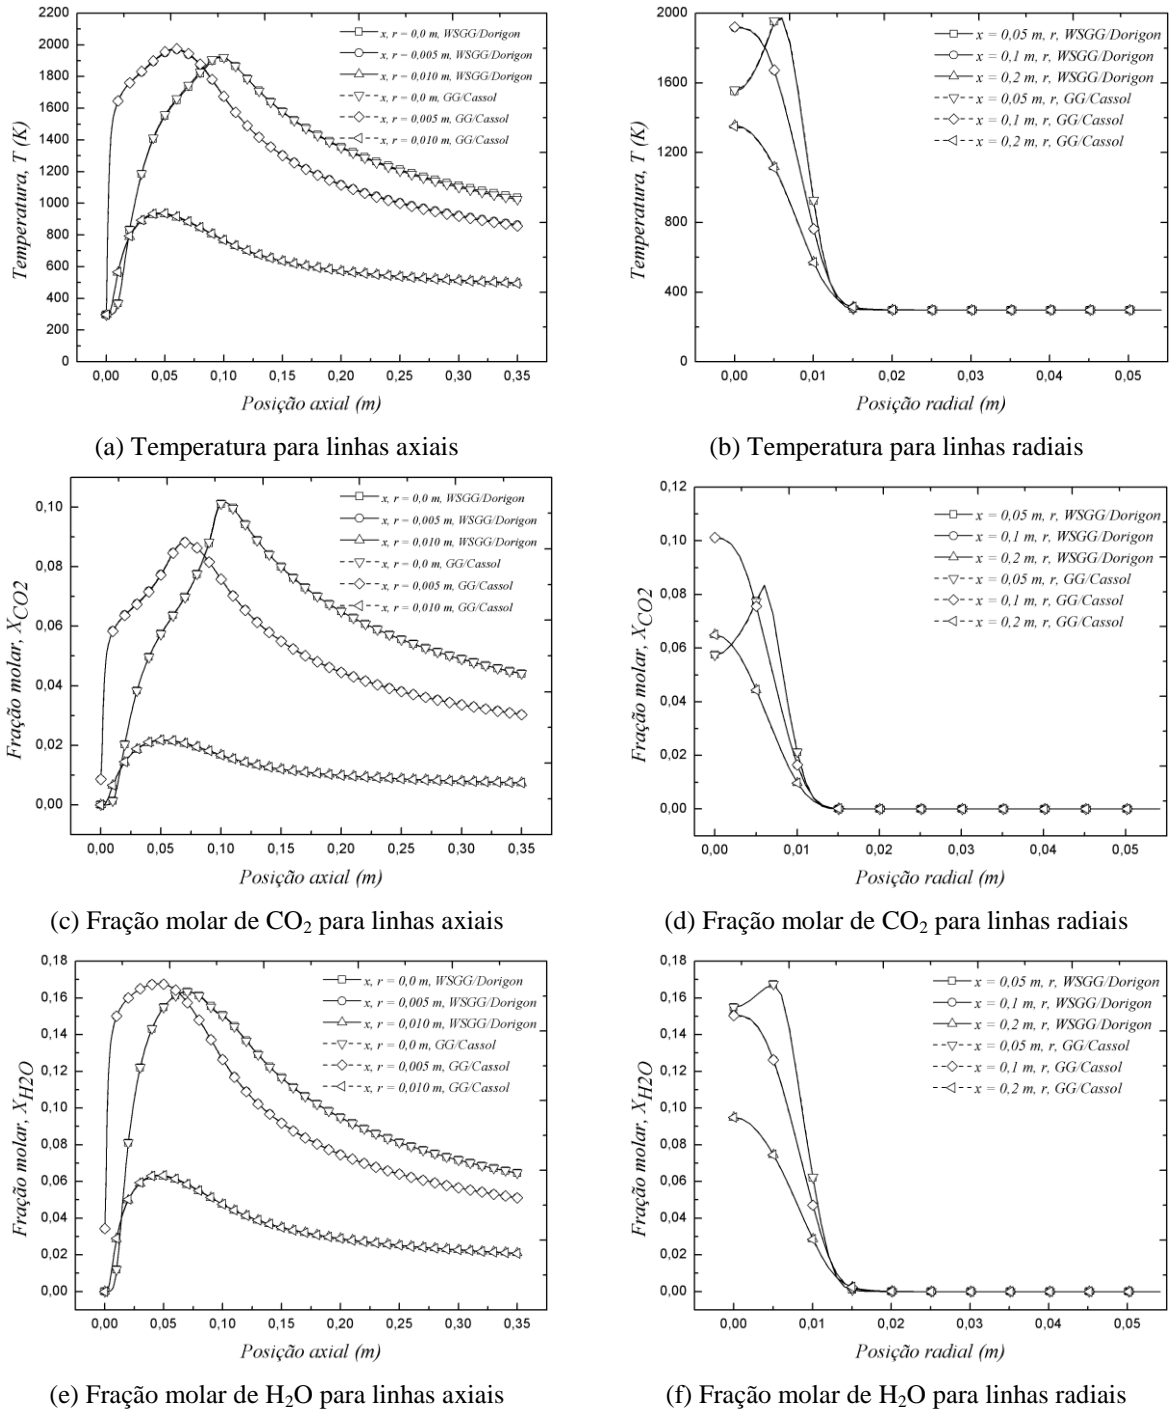 2200
2000
1800
1600
1400
1200
1000
800
600
400
200
0
Temperatura, T (K)
x, r = 0,0 m, WSGG/Dorigon
x, r = 0,005 m, WSGG/Dorigon
x, r = 0,010 m, WSGG/Dorigon
x, r = 0,0 m, GG/Cassol
x, r = 0,005 m, GG/Cassol
x, r = 0,010 m, GG/Cassol
0,00 0,05 0,10 0,15 0,20 0,25 0,30 0,35
Posição axial (m)
(a) Temperatura para linhas axiais
2000
1600
1200
800
400
0
Temperatura, T (K)
x = 0,05 m, r, WSGG/Dorigon
x = 0,1 m, r, WSGG/Dorigon
x = 0,2 m, r, WSGG/Dorigon
x = 0,05 m, r, GG/Cassol
x = 0,1 m, r, GG/Cassol
x = 0,2 m, r, GG/Cassol
0,00 0,01 0,02 0,03 0,04 0,05
Posição radial (m)
(b) Temperatura para linhas radiais
0,10
0,08
0,06
0,04
0,02
0,00
Fração molar, XCO2
x, r = 0,0 m, WSGG/Dorigon
x, r = 0,005 m, WSGG/Dorigon
x, r = 0,010 m, WSGG/Dorigon
x, r = 0,0 m, GG/Cassol
x, r = 0,005 m, GG/Cassol
x, r = 0,010 m, GG/Cassol
0,00 0,05 0,10 0,15 0,20 0,25 0,30 0,35
Posição axial (m)
(c) Fração molar de CO2 para linhas axiais
0,12
0,10
0,08
0,06
0,04
0,02
0,00
Fração molar, XCO2
x = 0,05 m, r, WSGG/Dorigon
x = 0,1 m, r, WSGG/Dorigon
x = 0,2 m, r, WSGG/Dorigon
x = 0,05 m, r, GG/Cassol
x = 0,1 m, r, GG/Cassol
x = 0,2 m, r, GG/Cassol
0,00 0,01 0,02 0,03 0,04 0,05
Posição radial (m)
(d) Fração molar de CO2 para linhas radiais
0,18
0,16
0,14
0,12
0,10
0,08
0,06
0,04
0,02
0,00
Fração molar, XH2O
x, r = 0,0 m, WSGG/Dorigon
x, r = 0,005 m, WSGG/Dorigon
x, r = 0,010 m, WSGG/Dorigon
x, r = 0,0 m, GG/Cassol
x, r = 0,005 m, GG/Cassol
x, r = 0,010 m, GG/Cassol
0,00 0,05 0,10 0,15 0,20 0,25 0,30 0,35
Posição axial (m)
(e) Fração molar de H2O para linhas axiais
0,18
0,16
0,14
0,12
0,10
0,08
0,06
0,04
0,02
0,00
Fração molar, XH2O
x = 0,05 m, r, WSGG/Dorigon
x = 0,1 m, r, WSGG/Dorigon
x = 0,2 m, r, WSGG/Dorigon
x = 0,05 m, r, GG/Cassol
x = 0,1 m, r, GG/Cassol
x = 0,2 m, r, GG/Cassol
0,00 0,01 0,02 0,03 0,04 0,05
Posição radial (m)
(f) Fração molar de H2O para linhas radiais